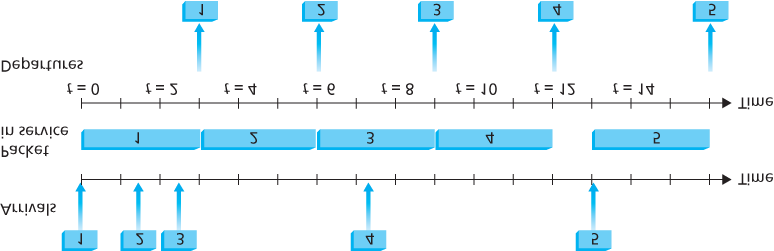 1 2 3 4 5
Arrivals
Time
Packet
in service
1 2 3 4 5
Time
t = 0 t = 2 t = 4 t = 6 t = 8 t = 10 t = 12 t = 14
Departures
1 2 3 4 5